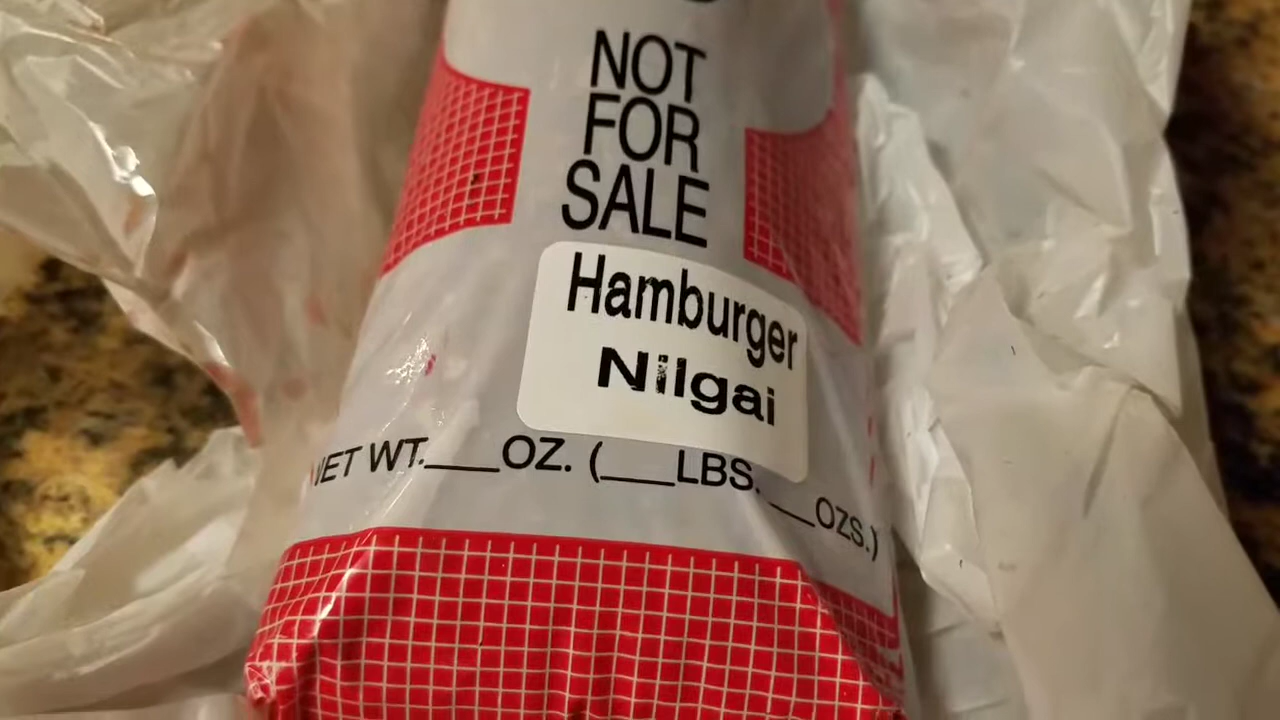 NOT
FOR
SALE
Hamburger
Nilgai
NET WT.___OZ. (___LBS.___OZS.)